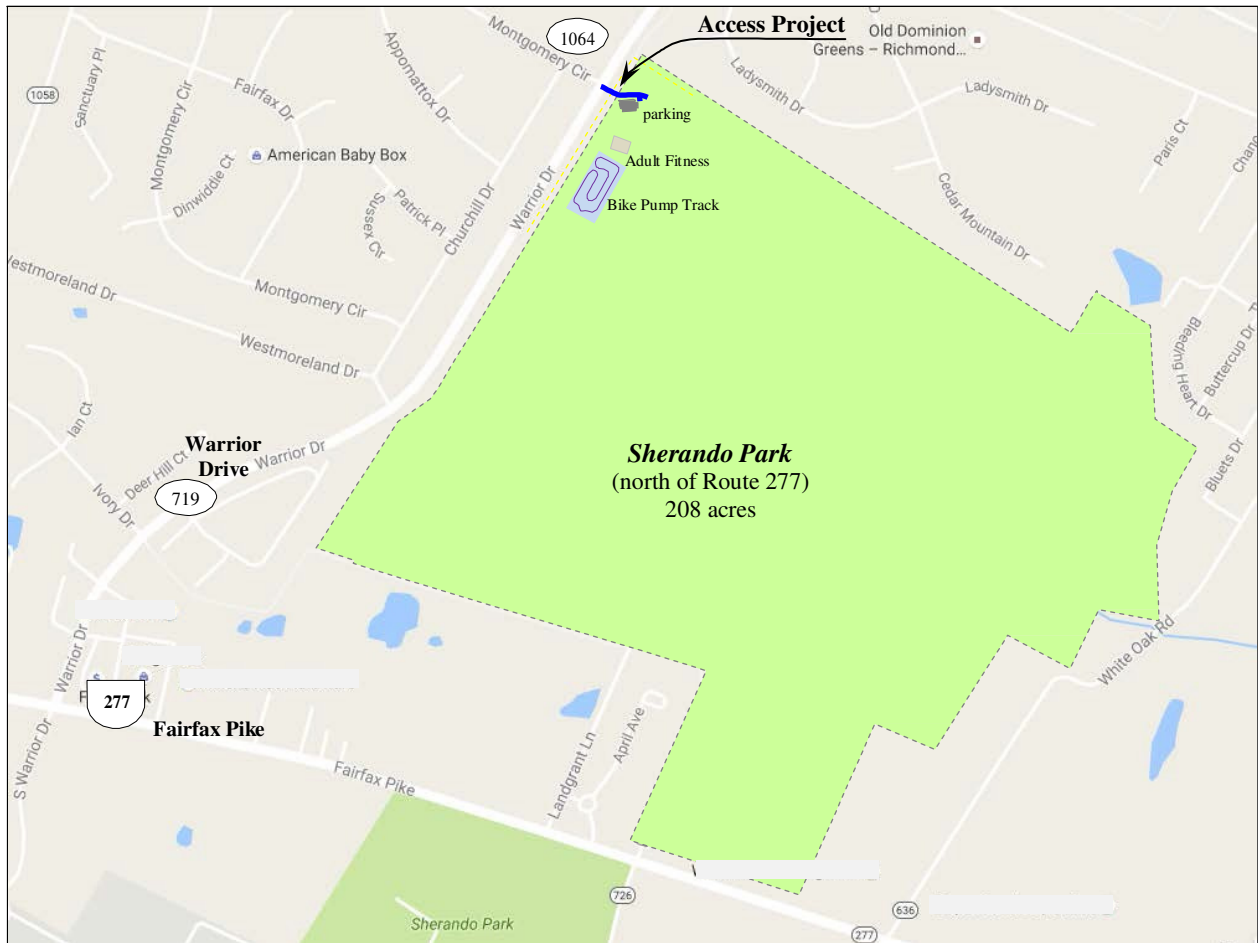 Access Project
1064
Montgomery Cir
Old Dominion
Greens – Richmond...
Appomattox Dr
Sanctuary Pl
Fairfax Dr
1058
Montgomery Cir
Ladysmith Dr
Ladysmith Dr
parking
Paris Ct
American Baby Box
Adult Fitness
Dinwiddie Ct
Patrick Pl
Sussex Cir
Churchill Dr
Warrior Dr
Bike Pump Track
Cedar Mountain Dr
Montgomery Cir
Westmoreland Dr
Bleeding Heart Dr
Buttercup Dr
Ian Ct
Warrior
Drive
Warrior Dr
Deer Hill Ct
719
Ivory Dr
Sherando Park
(north of Route 277)
208 acres
Bluets Dr
Warrior Dr
White Oak Rd
277
Fairfax Pike
S Warrior Dr
Fairfax Pike
Landgrant Ln
April Ave
726
636
Sherando Park
277